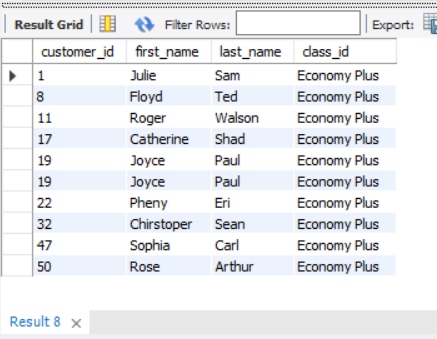 Result Grid Filter Rows: Export:
customer_id first_name last_name class_id
1 Julie Sam Economy Plus
8 Floyd Ted Economy Plus
11 Roger Walson Economy Plus
17 Catherine Shad Economy Plus
19 Joyce Paul Economy Plus
19 Joyce Paul Economy Plus
22 Pheny Eri Economy Plus
32 Chirstoper Sean Economy Plus
47 Sophia Carl Economy Plus
50 Rose Arthur Economy Plus
Result 8